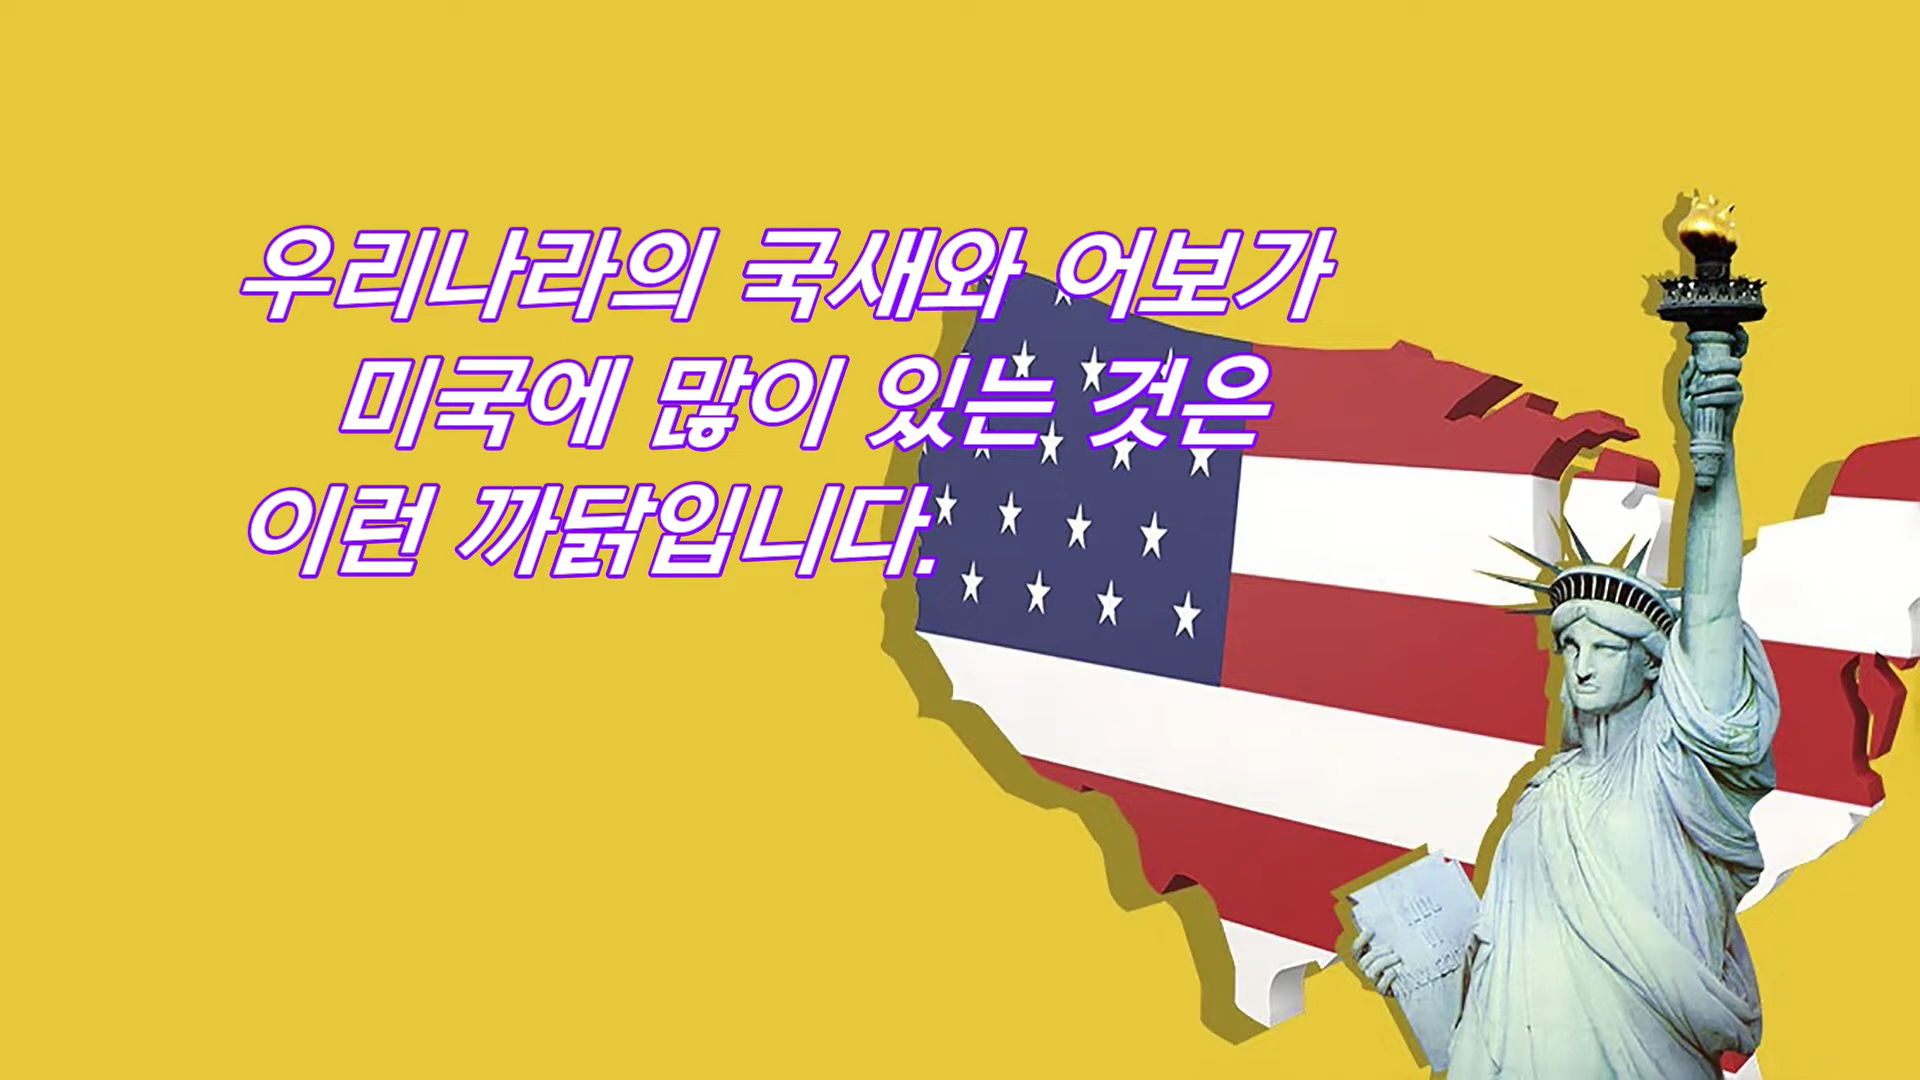 우리나라의 국새와 어보가
미국에 많이 있는 것은
이런 까닭입니다.